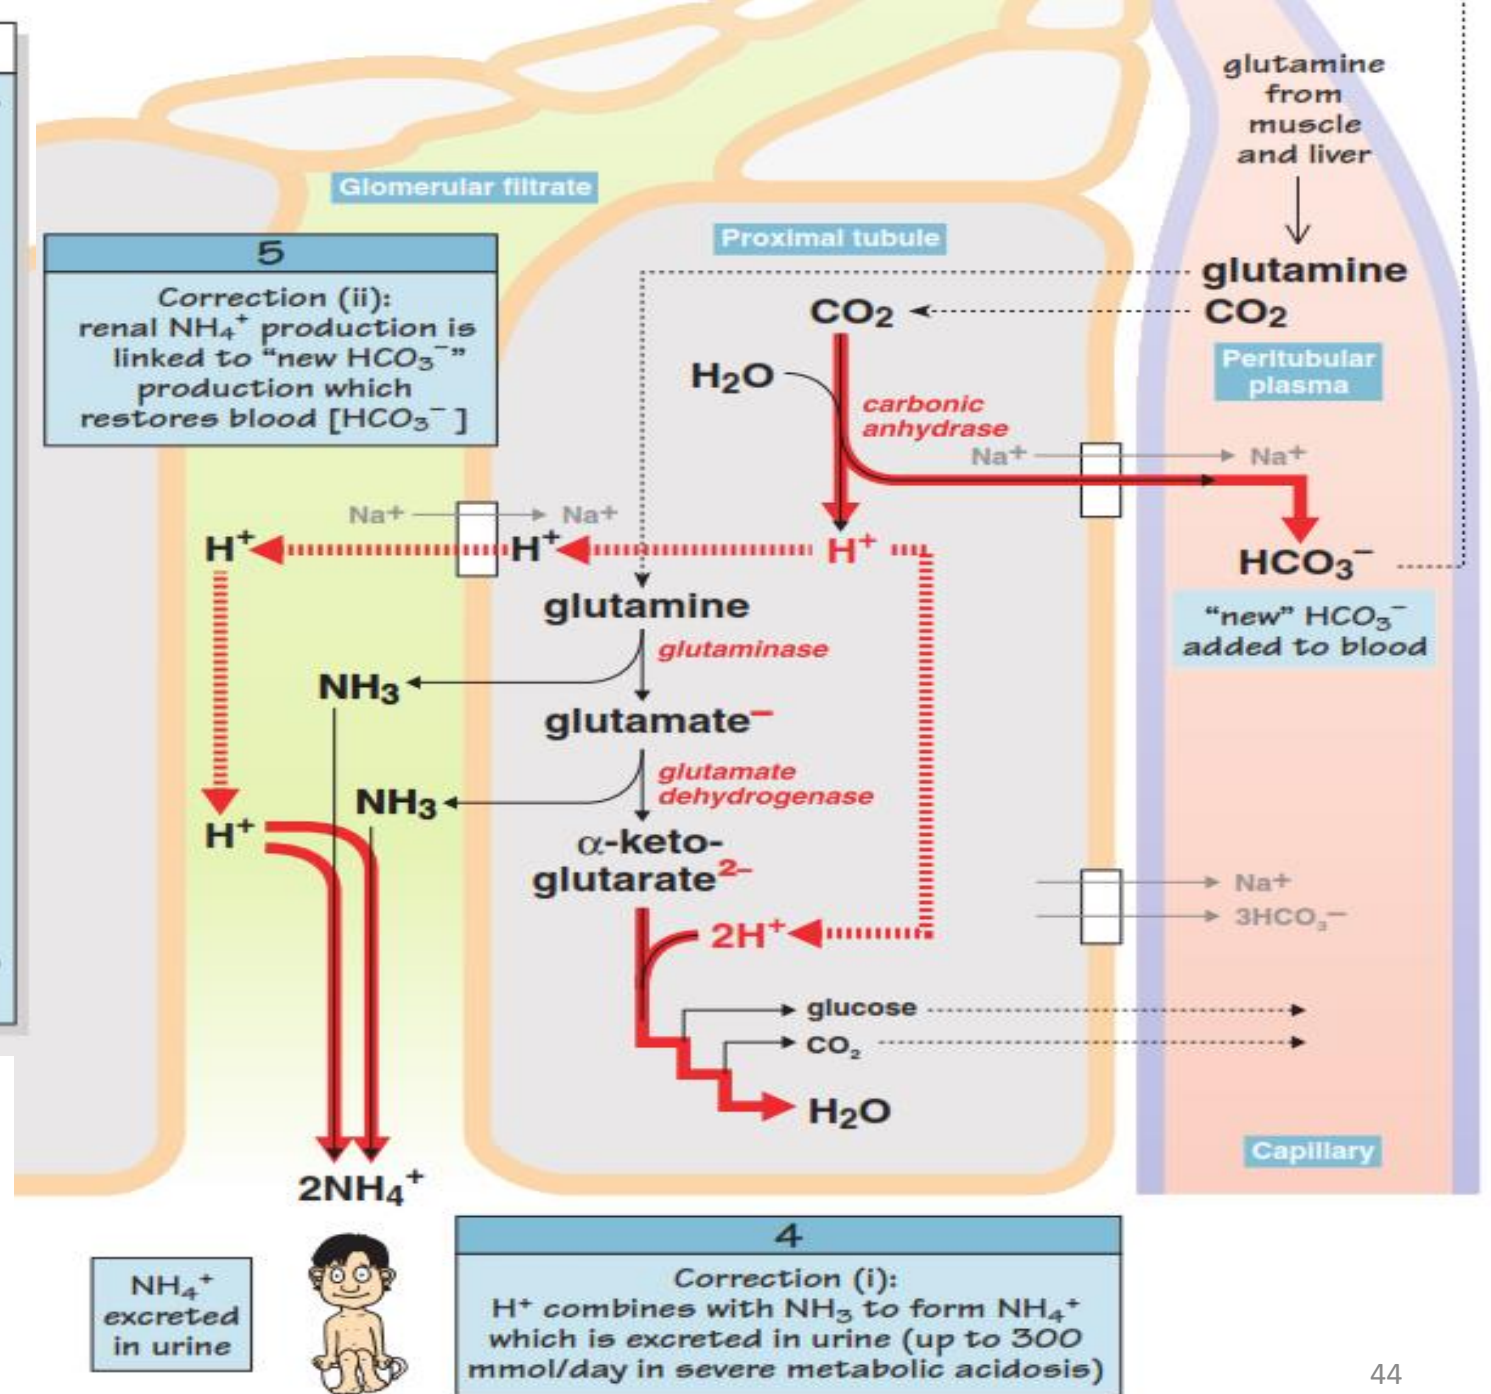 glutamine
from
muscle
and liver
Glomerular filtrate
Proximal tubule
glutamine
CO₂
CO₂
Peritubular
plasma
5
Correction (ii):
renal NH₄⁺ production is
linked to “new HCO₃⁻”
production which
restores blood [HCO₃⁻]
H₂O
carbonic
anhydrase
Na⁺ Na⁺
Na⁺ Na⁺
H⁺ H⁺ H⁺
HCO₃⁻
“new” HCO₃⁻
added to blood
glutamine
glutaminase
NH₃
glutamate⁻
glutamate
dehydrogenase
NH₃
H⁺
α-keto-
glutarate²⁻
2H⁺
Na⁺
3HCO₃⁻
glucose
CO₂
H₂O
Capillary
2NH₄⁺
NH₄⁺
excreted
in urine
4
Correction (i):
H⁺ combines with NH₃ to form NH₄⁺
which is excreted in urine (up to 300
mmol/day in severe metabolic acidosis)
44